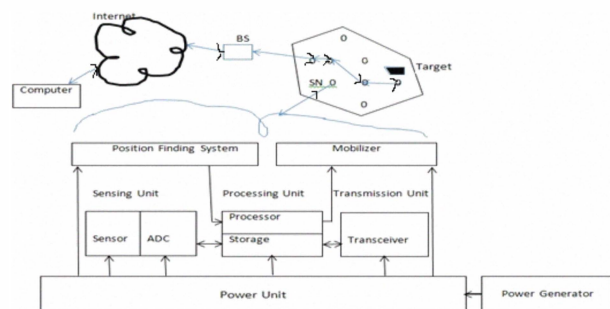 Internet
BS
Target
SN O
Computer
Position Finding System
Mobilizer
Sensing Unit
Processing Unit
Transmission Unit
Processor
Sensor
ADC
Storage
Transceiver
Power Unit
Power Generator